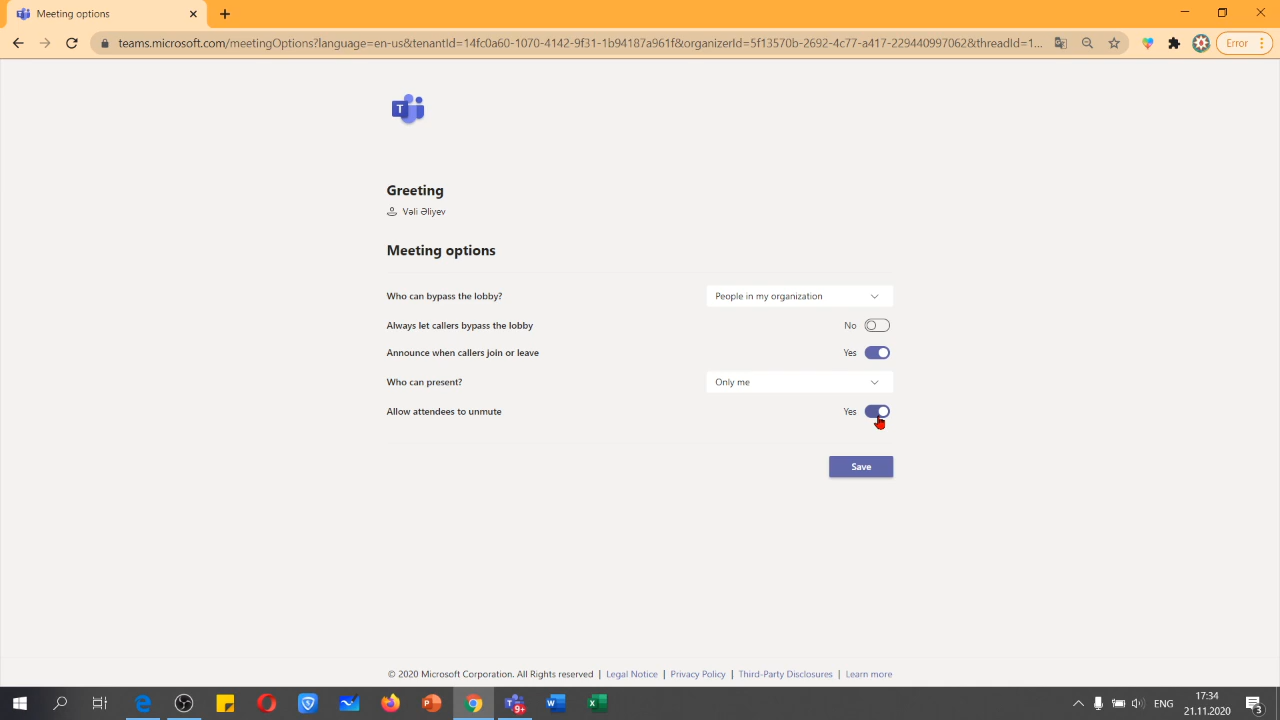 Meeting options
teams.microsoft.com/meetingOptions?language=en-us&tenantId=14fc0a60-1070-4142-9f31-1b94187a961f&organizerId=5f13570b-2692-4c77-a417-229440997062&threadId=1...
Error
T
Greeting
Vəli Əliyev
Meeting options
Who can bypass the lobby?
People in my organization
Always let callers bypass the lobby
No
Announce when callers join or leave
Yes
Who can present?
Only me
Allow attendees to unmute
Yes
Save
© 2020 Microsoft Corporation. All Rights reserved | Legal Notice | Privacy Policy | Third-Party Disclosures | Learn more
9+
ENG
17:34
21.11.2020
3